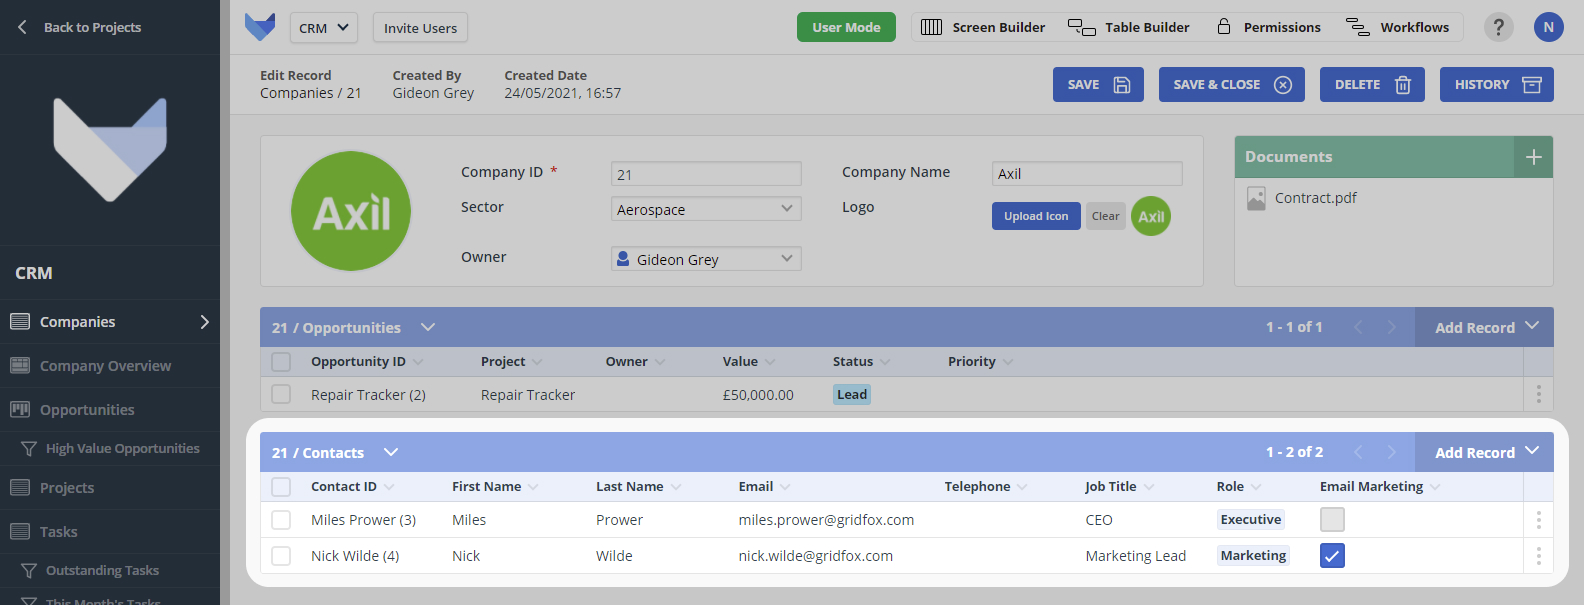 Back to Projects
CRM
Companies
Company Overview
Opportunities
High Value Opportunities
Projects
Tasks
Outstanding Tasks
This Month's Tasks
CRM Invite Users User Mode Screen Builder Table Builder Permissions Workflows ? N
Edit Record Created By Created Date
Companies / 21 Gideon Grey 24/05/2021, 16:57
SAVE SAVE & CLOSE DELETE HISTORY
Axil
Company ID * 21 Company Name Axil
Sector Aerospace Logo Upload Icon Clear Axil
Owner Gideon Grey
Documents +
Contract.pdf
21 / Opportunities 1 - 1 of 1 Add Record
Opportunity ID Project Owner Value Status Priority
Repair Tracker (2) Repair Tracker £50,000.00 Lead
21 / Contacts 1 - 2 of 2 Add Record
Contact ID First Name Last Name Email Telephone Job Title Role Email Marketing
Miles Prower (3) Miles Prower miles.prower@gridfox.com CEO Executive
Nick Wilde (4) Nick Wilde nick.wilde@gridfox.com Marketing Lead Marketing